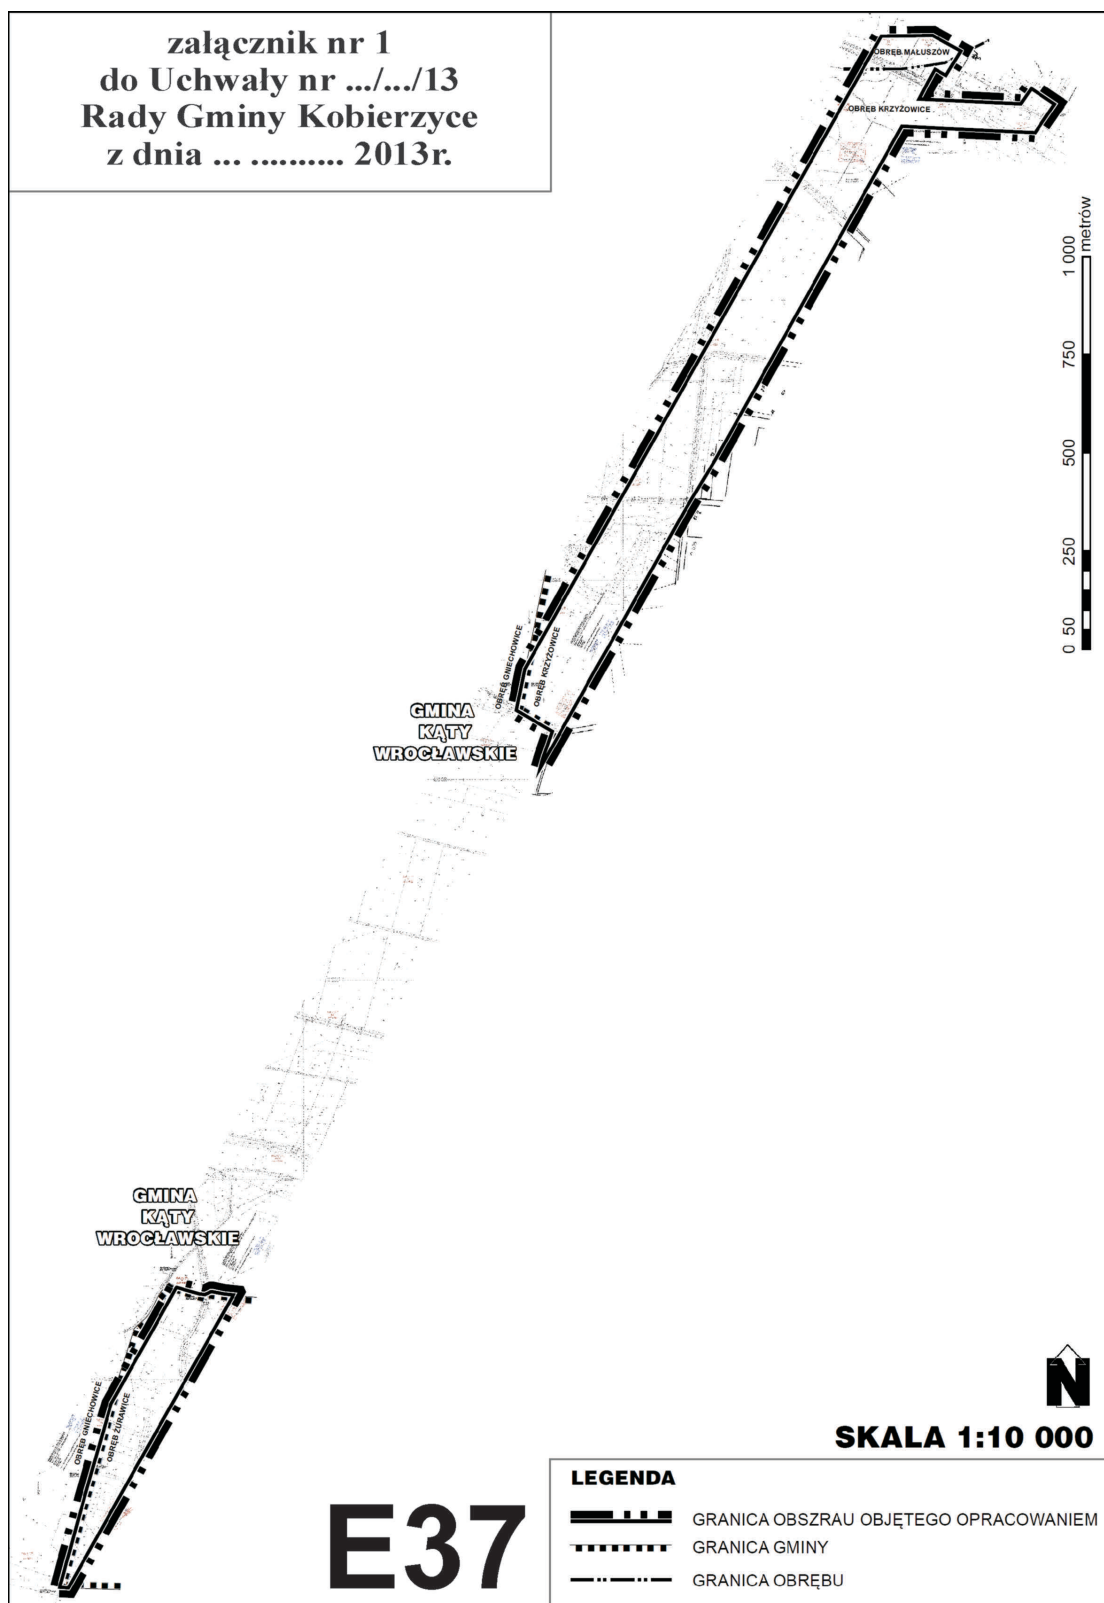 załącznik nr 1
do Uchwały nr .../.../13
Rady Gminy Kobierzyce
z dnia ... ........... 2013r.
OBRĘB MAŁUSZÓW
OBRĘB KRZYŻOWICE
metrów
1 000
750
500
250
50
0
OBRĘB GNIECHOWICE
OBRĘB KRZYŻOWICE
GMINA
KĄTY
WROCŁAWSKIE
GMINA
KĄTY
WROCŁAWSKIE
OBRĘB GNIECHOWICE
OBRĘB ŻURAWICE
N
SKALA 1:10 000
E37
LEGENDA
GRANICA OBSZRAU OBJĘTEGO OPRACOWANIEM
GRANICA GMINY
GRANICA OBRĘBU